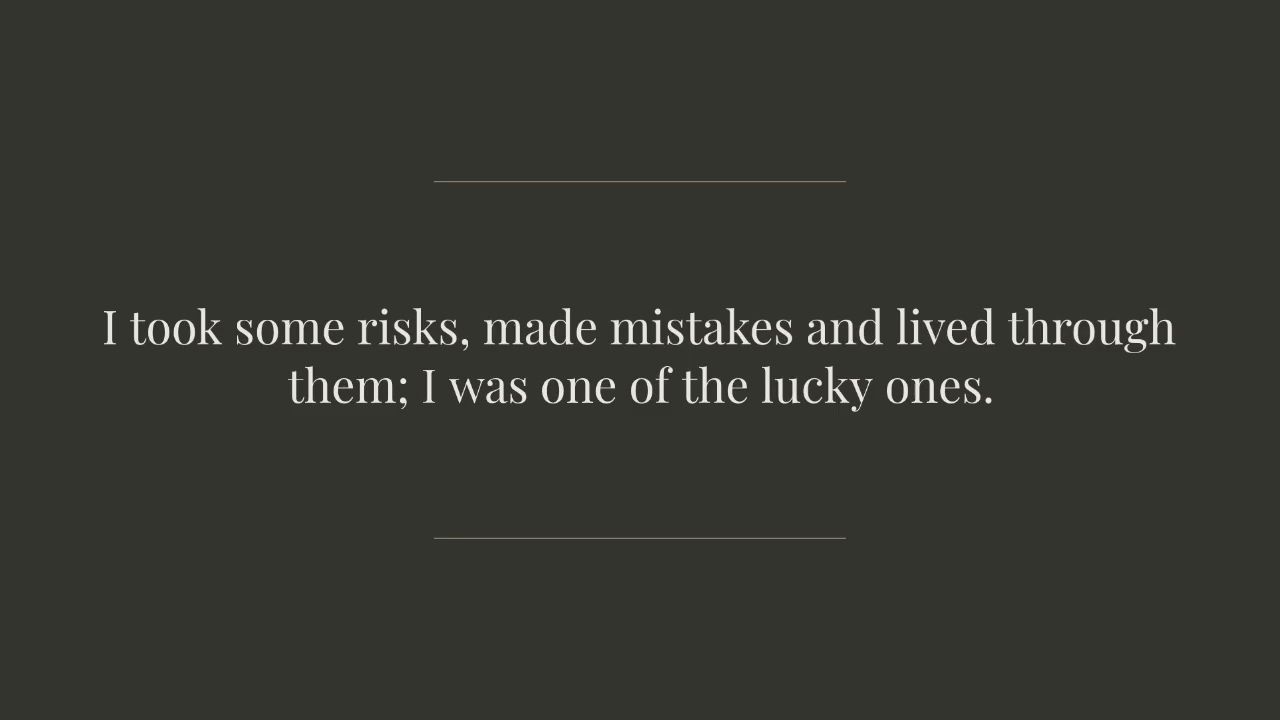 I took some risks, made mistakes and lived through
them; I was one of the lucky ones.